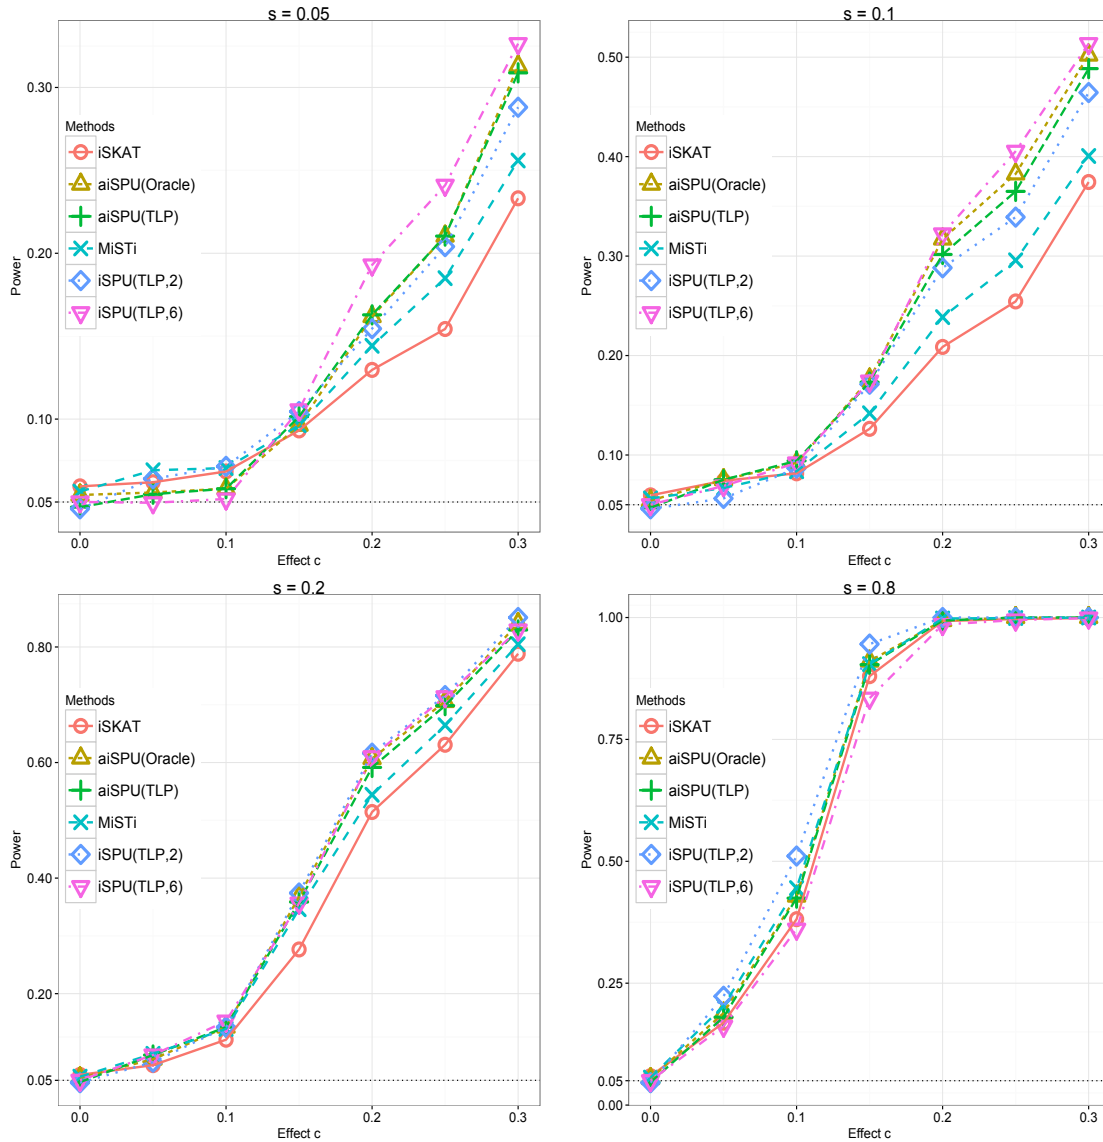 s = 0.05
0.30
0.20
0.10
0.05
Power
Methods
iSKAT
aiSPU(Oracle)
aiSPU(TLP)
MiSTi
iSPU(TLP,2)
iSPU(TLP,6)
0.0
0.1
0.2
0.3
Effect c
s = 0.1
0.50
0.40
0.30
0.20
0.10
0.05
Power
Methods
iSKAT
aiSPU(Oracle)
aiSPU(TLP)
MiSTi
iSPU(TLP,2)
iSPU(TLP,6)
0.0
0.1
0.2
0.3
Effect c
s = 0.2
0.80
0.60
0.40
0.20
0.05
Power
Methods
iSKAT
aiSPU(Oracle)
aiSPU(TLP)
MiSTi
iSPU(TLP,2)
iSPU(TLP,6)
0.0
0.1
0.2
0.3
Effect c
s = 0.8
1.00
0.75
0.50
0.25
0.05
0.00
Power
Methods
iSKAT
aiSPU(Oracle)
aiSPU(TLP)
MiSTi
iSPU(TLP,2)
iSPU(TLP,6)
0.0
0.1
0.2
0.3
Effect c